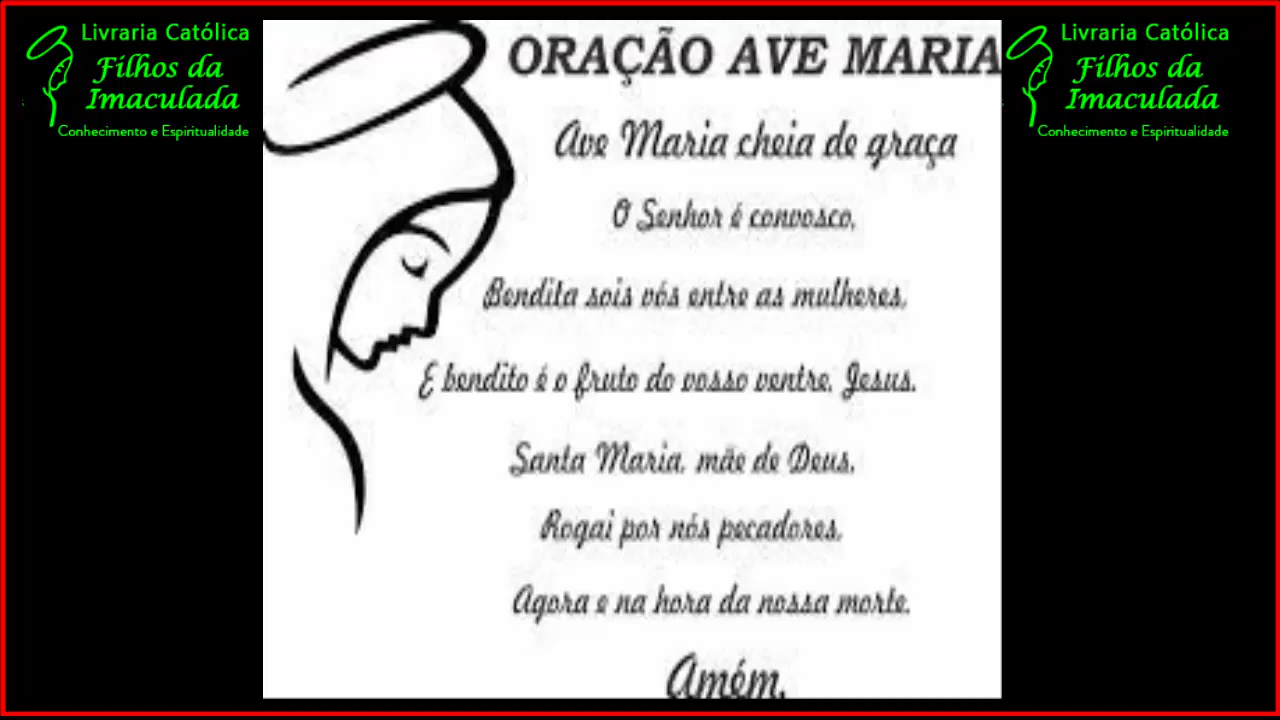 Livraria Católica
Filhos da
Imaculada
Conhecimento e Espiritualidade
ORAÇÃO AVE MARIA
Ave Maria cheia de graça
O Senhor é convosco,
Bendita sois vós entre as mulheres,
E bendito é o fruto do vosso ventre, Jesus.
Santa Maria, mãe de Deus,
Rogai por nós pecadores,
Agora e na hora da nossa morte.
Amém.
Livraria Católica
Filhos da
Imaculada
Conhecimento e Espiritualidade